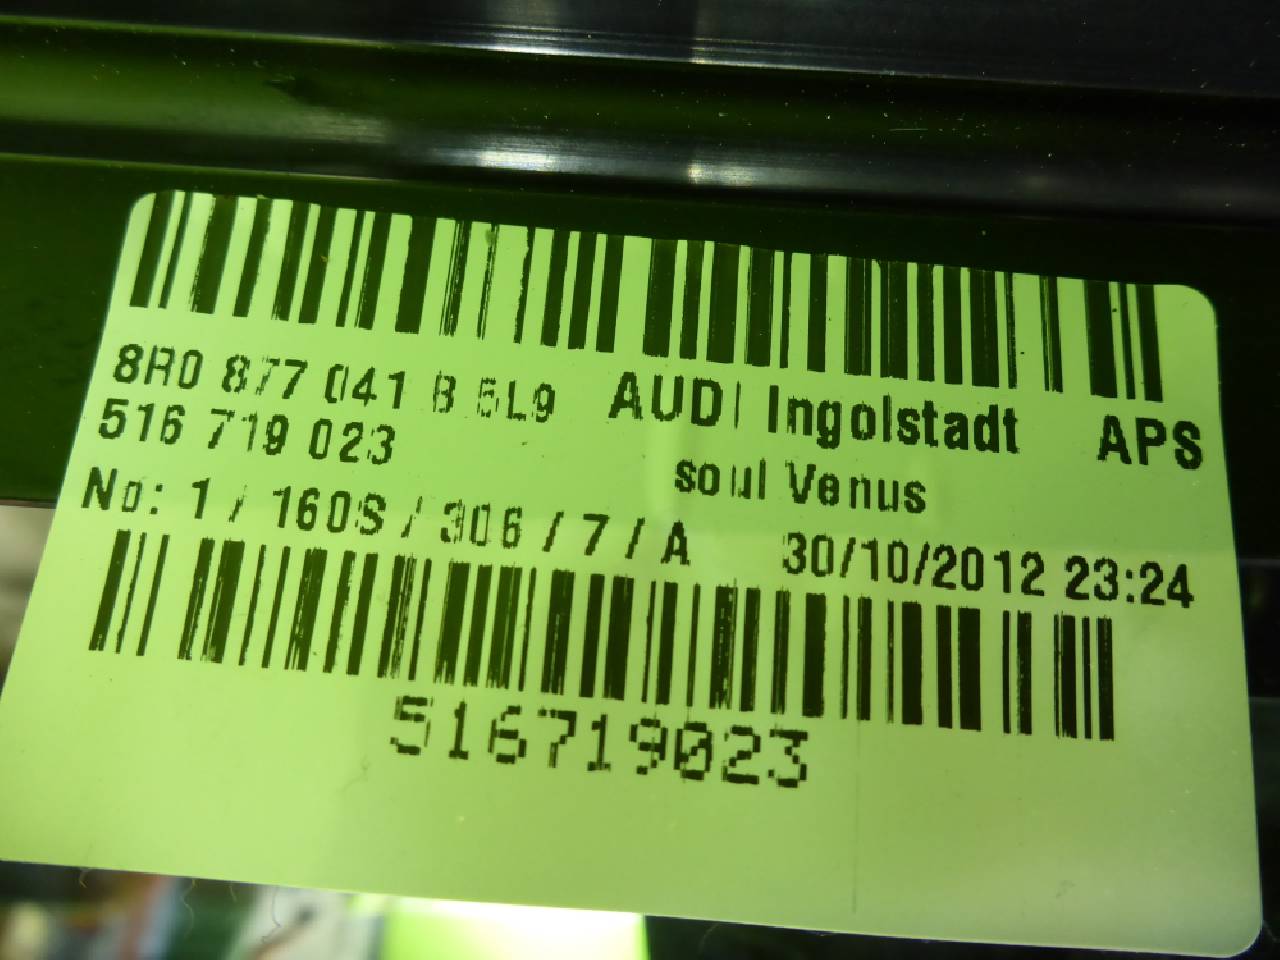 8R0 877 041 B 5L9 AUDI Ingolstadt APS
516 719 023 soul Venus
No: 1 / 160S / 306 / 7 / A 30/10/2012 23:24
516719023